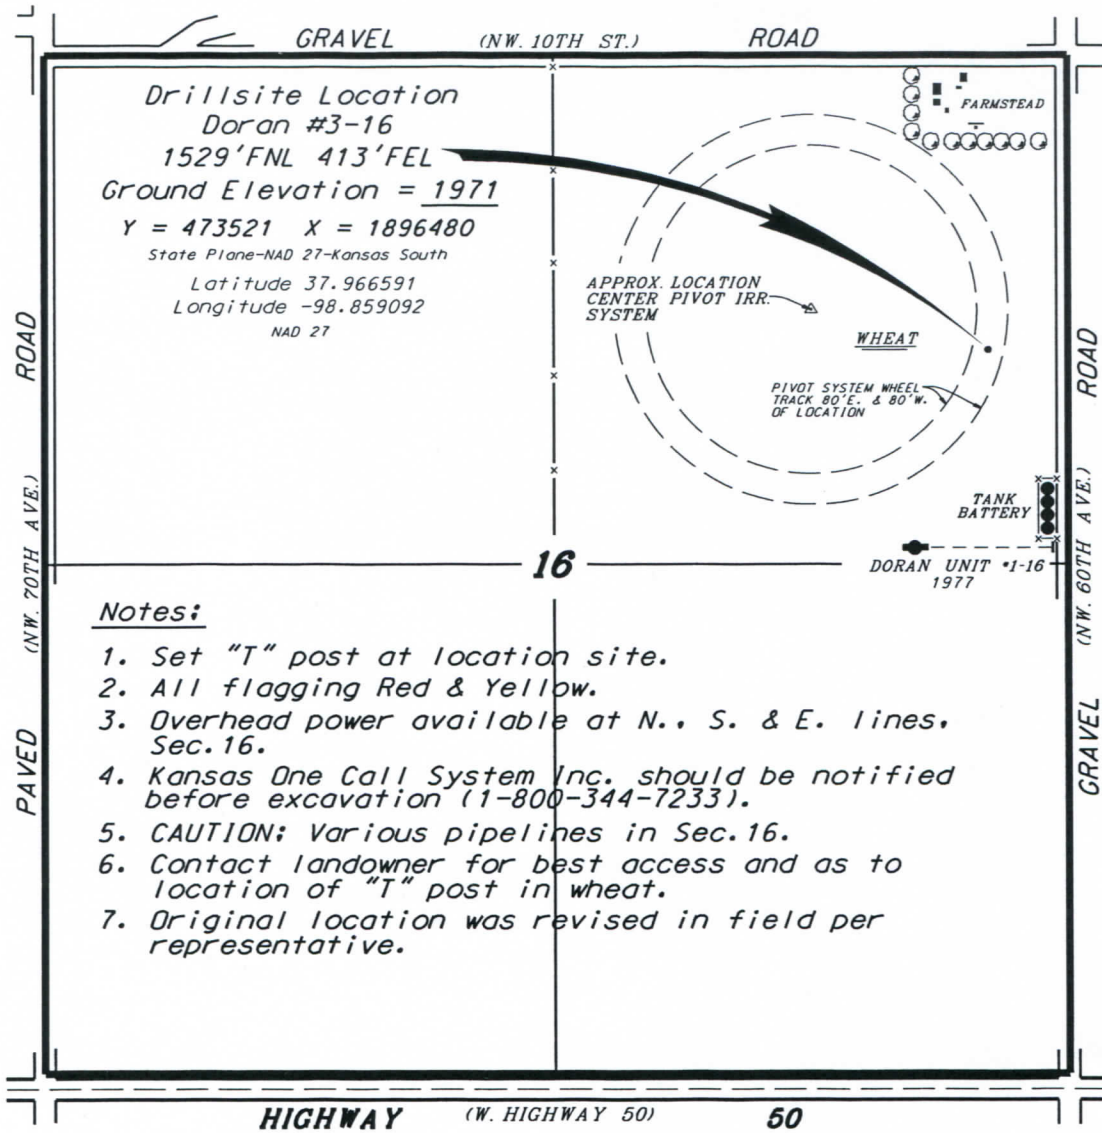 GRAVEL (NW. 10TH ST.) ROAD
Drillsite Location
Doran #3-16
1529'FNL 413'FEL
Ground Elevation = 1971
Y = 473521 X = 1896480
State Plane-NAD 27-Kansas South
Latitude 37.966591
Longitude -98.859092
NAD 27
FARMSTEAD
APPROX. LOCATION
CENTER PIVOT IRR.
SYSTEM
WHEAT
PIVOT SYSTEM WHEEL
TRACK 80'E. & 80'W.
OF LOCATION
TANK
BATTERY
DORAN UNIT #1-16
1977
16
PAVED (NW. 70TH AVE.) ROAD
GRAVEL (NW. 60TH AVE.) ROAD
Notes:
1. Set "T" post at location site.
2. All flagging Red & Yellow.
3. Overhead power available at N., S. & E. lines,
Sec. 16.
4. Kansas One Call System Inc. should be notified
before excavation (1-800-344-7233).
5. CAUTION: Various pipelines in Sec. 16.
6. Contact landowner for best access and as to
location of "T" post in wheat.
7. Original location was revised in field per
representative.
HIGHWAY (W. HIGHWAY 50) 50